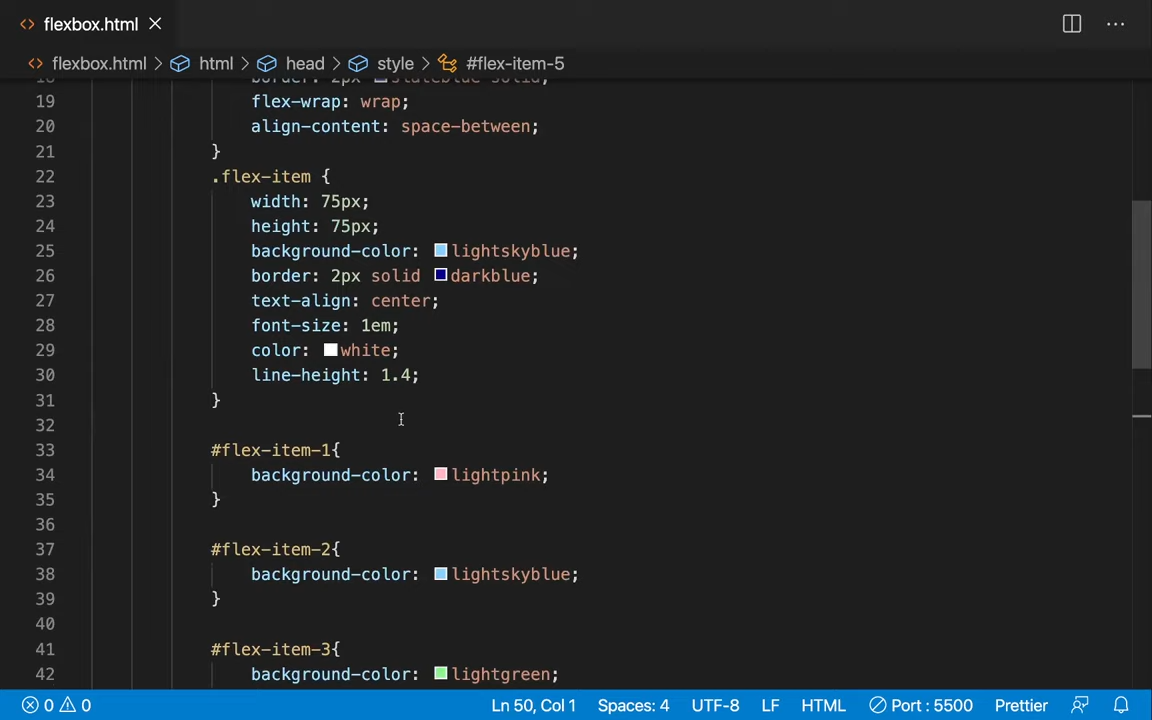 flexbox.html
flexbox.html > html > head > style > #flex-item-5
18 border: 2px slateblue solid;
19 flex-wrap: wrap;
20 align-content: space-between;
21 }
22 .flex-item {
23 width: 75px;
24 height: 75px;
25 background-color: lightskyblue;
26 border: 2px solid darkblue;
27 text-align: center;
28 font-size: 1em;
29 color: white;
30 line-height: 1.4;
31 }
32
33 #flex-item-1{
34 background-color: lightpink;
35 }
36
37 #flex-item-2{
38 background-color: lightskyblue;
39 }
40
41 #flex-item-3{
42 background-color: lightgreen;
0 0 Ln 50, Col 1 Spaces: 4 UTF-8 LF HTML Port : 5500 Prettier